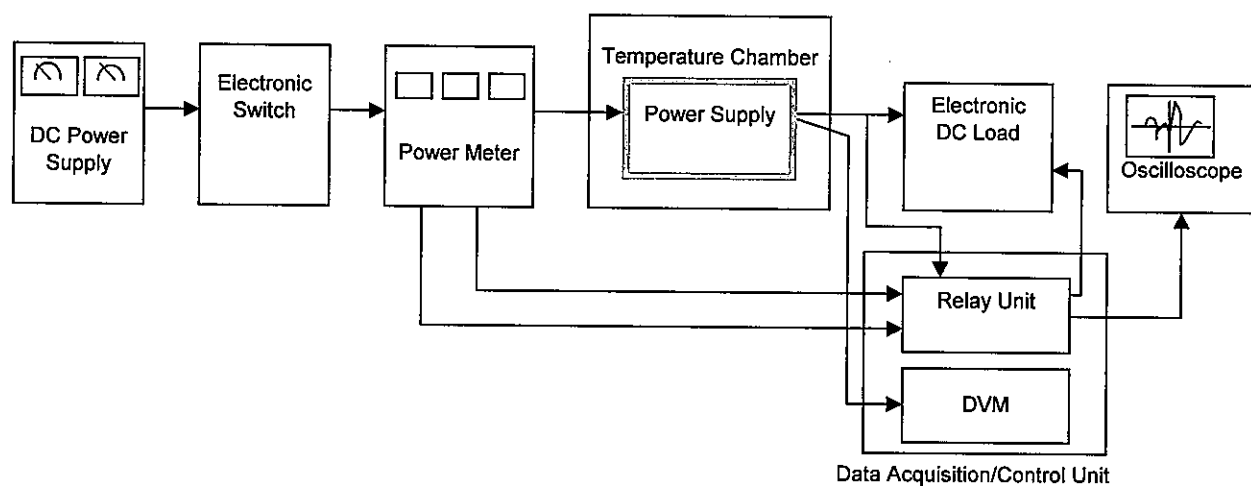 DC Power
Supply
Electronic
Switch
Power Meter
Temperature Chamber
Power Supply
Electronic
DC Load
Oscilloscope
Relay Unit
DVM
Data Acquisition/Control Unit